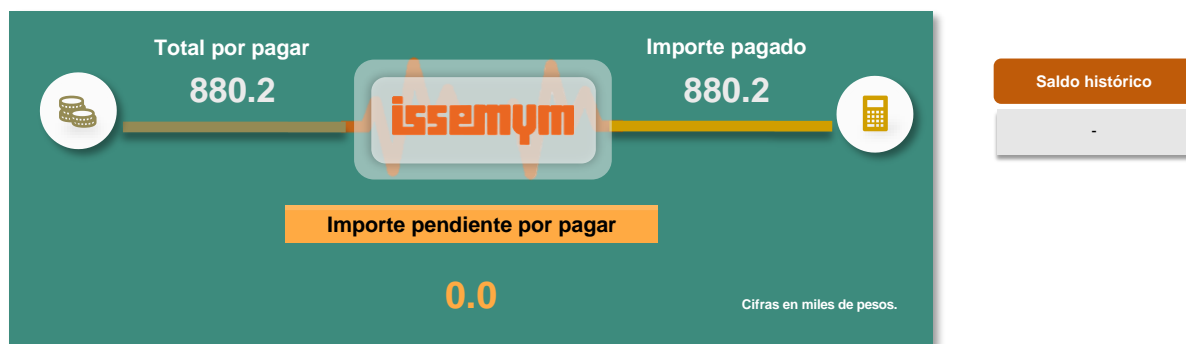 Total por pagar
880.2
issemym
Importe pagado
880.2
Importe pendiente por pagar
0.0
Cifras en miles de pesos.
Saldo histórico
-